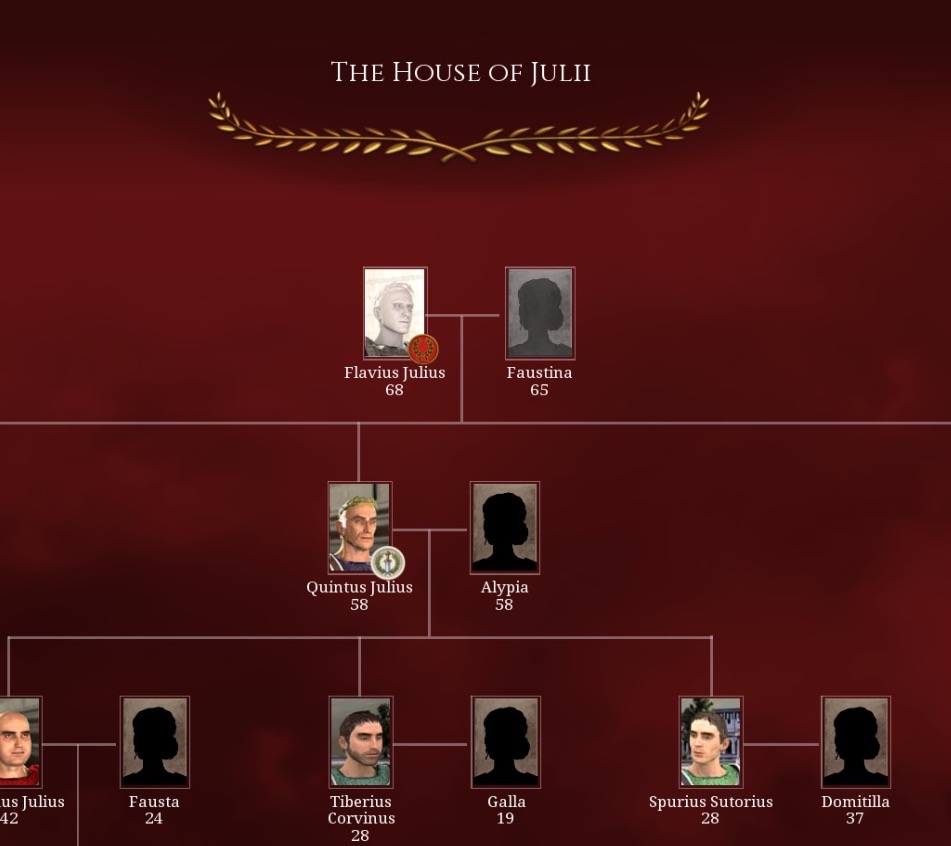 The House of Julii
Flavius Julius
68
Faustina
65
Quintus Julius
58
Alypia
58
ius Julius
42
Fausta
24
Tiberius
Corvinus
28
Galla
19
Spurius Sutorius
28
Domitilla
37